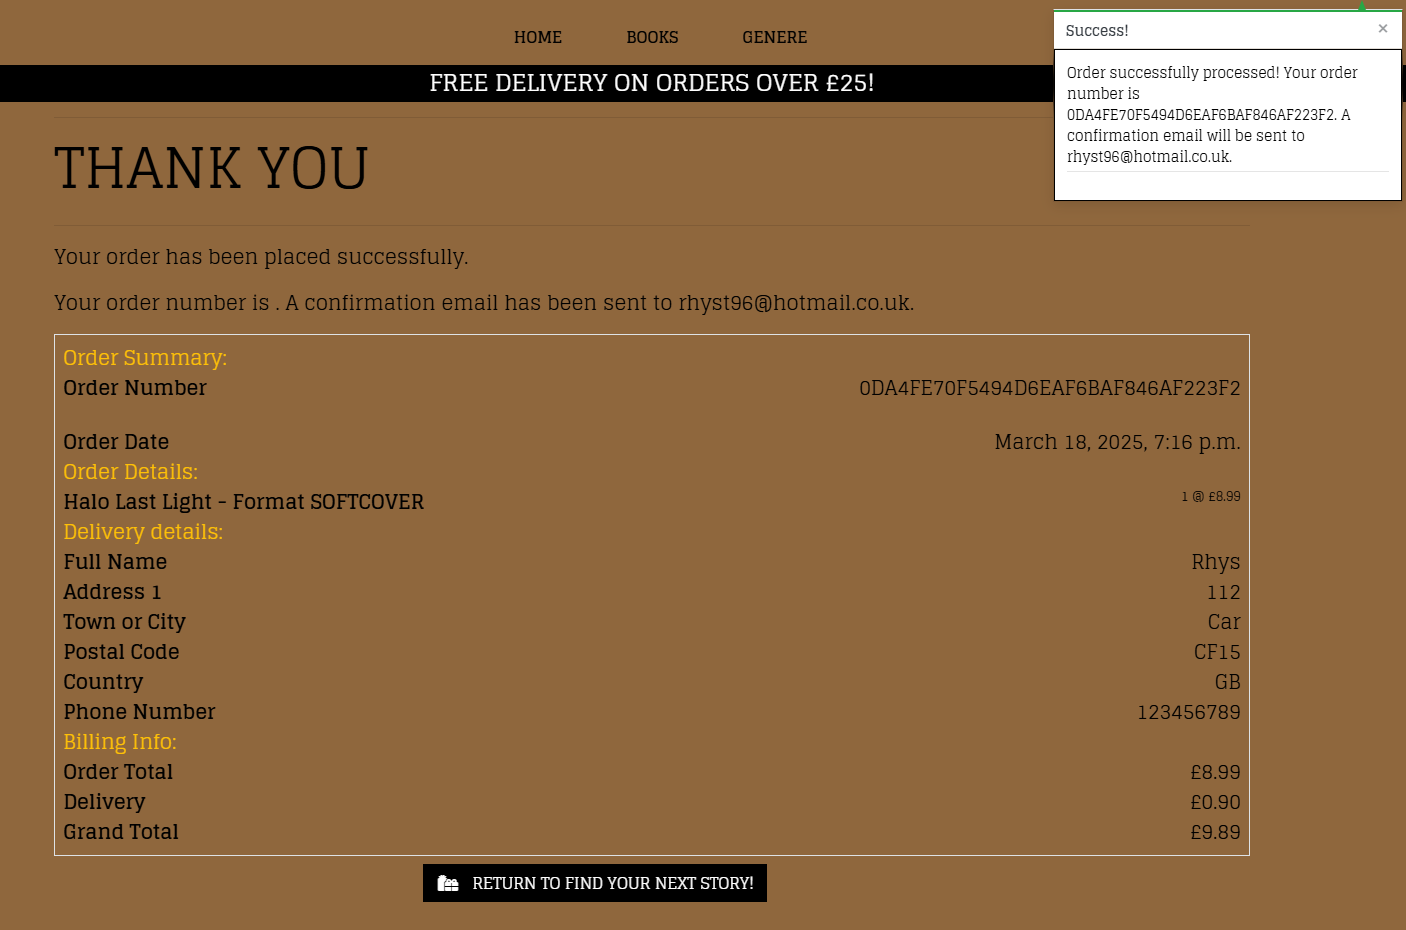 HOME BOOKS GENERE
FREE DELIVERY ON ORDERS OVER £25!
Success! ×
Order successfully processed! Your order
number is
0DA4FE70F5494D6EAF6BAF846AF223F2. A
confirmation email will be sent to
rhyst96@hotmail.co.uk.
THANK YOU
Your order has been placed successfully.
Your order number is . A confirmation email has been sent to rhyst96@hotmail.co.uk.
Order Summary:
Order Number 0DA4FE70F5494D6EAF6BAF846AF223F2
Order Date March 18, 2025, 7:16 p.m.
Order Details:
Halo Last Light - Format SOFTCOVER 1 @ £8.99
Delivery details:
Full Name Rhys
Address 1 112
Town or City Car
Postal Code CF15
Country GB
Phone Number 123456789
Billing Info:
Order Total £8.99
Delivery £0.90
Grand Total £9.89
RETURN TO FIND YOUR NEXT STORY!